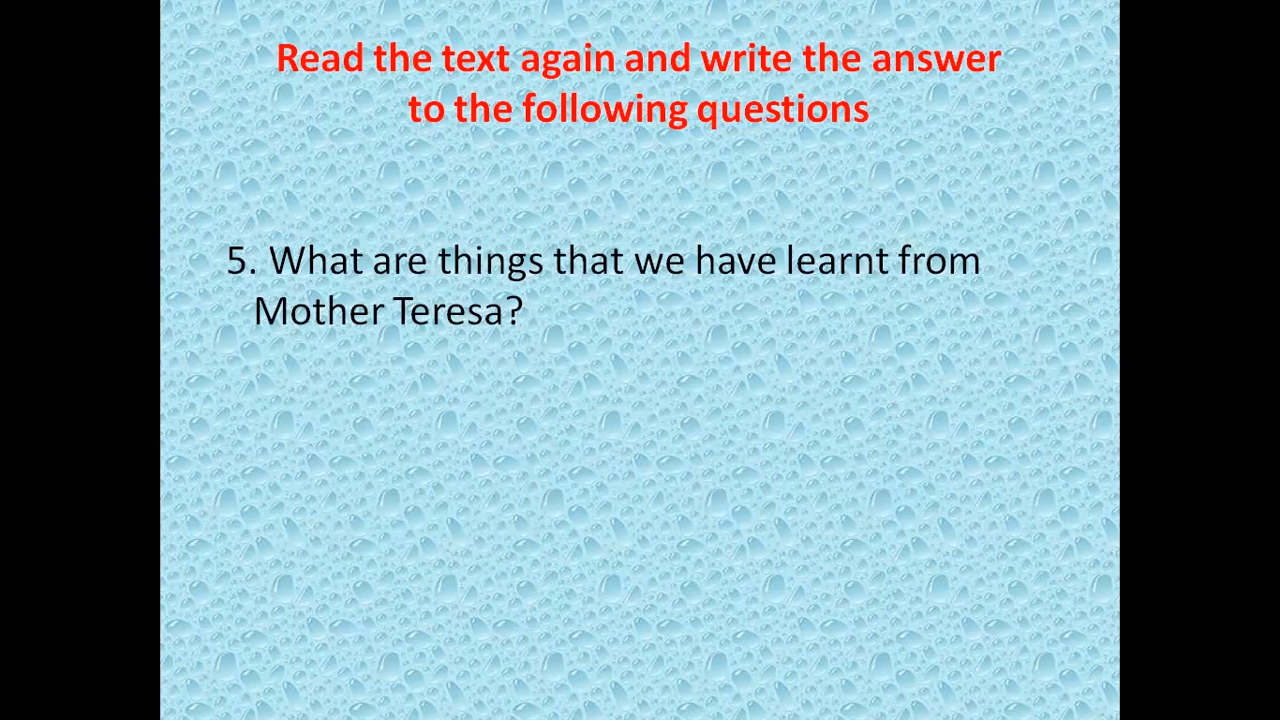 Read the text again and write the answer
to the following questions
5. What are things that we have learnt from
Mother Teresa?